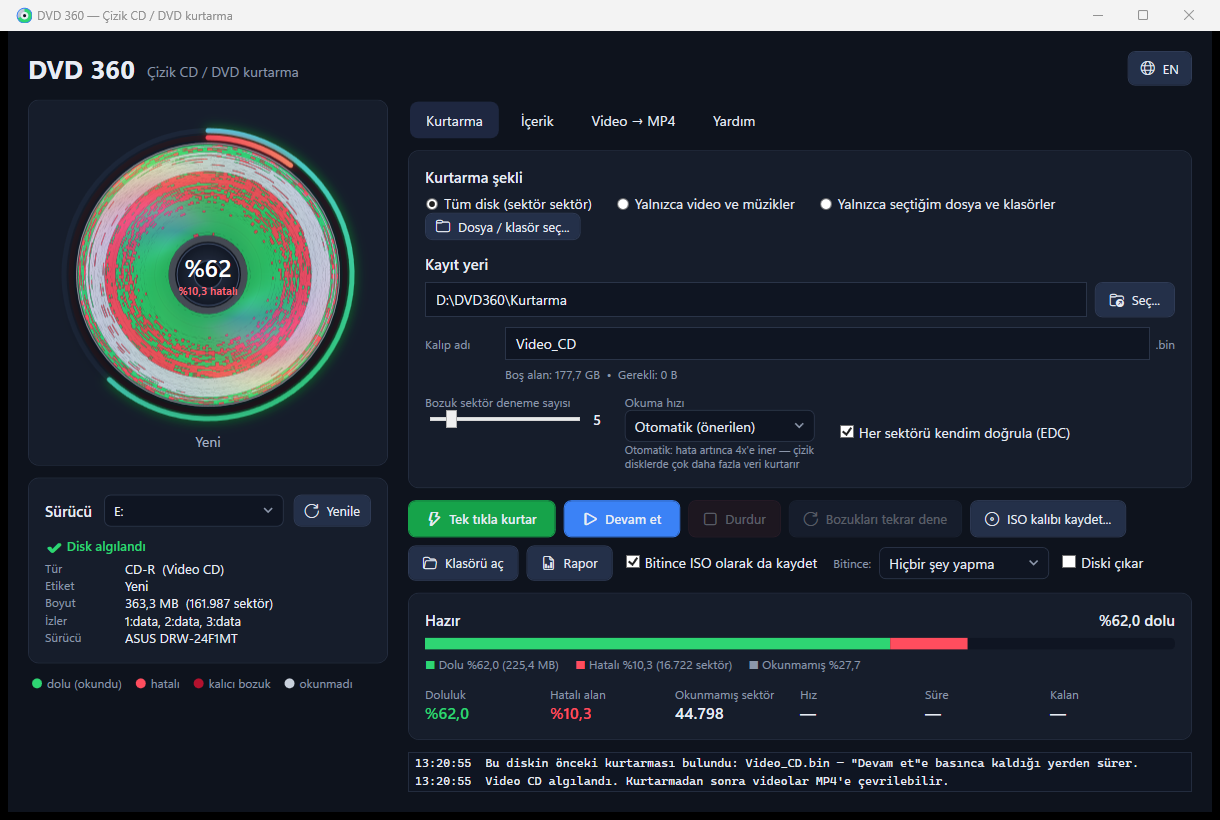 DVD 360 — Çizik CD / DVD kurtarma
DVD 360 Çizik CD / DVD kurtarma
EN
%62
%10,3 hatalı
Yeni
Sürücü E: Yenile
Disk algılandı
Tür CD-R (Video CD)
Etiket Yeni
Boyut 363,3 MB (161.987 sektör)
İzler 1:data, 2:data, 3:data
Sürücü ASUS DRW-24F1MT
dolu (okundu) hatalı kalıcı bozuk okunmadı
Kurtarma İçerik Video → MP4 Yardım
Kurtarma şekli
Tüm disk (sektör sektör) Yalnızca video ve müzikler Yalnızca seçtiğim dosya ve klasörler
Dosya / klasör seç...
Kayıt yeri
D:\DVD360\Kurtarma Seç...
Kalıp adı Video_CD .bin
Boş alan: 177,7 GB • Gerekli: 0 B
Bozuk sektör deneme sayısı Okuma hızı
5 Otomatik (önerilen) Her sektörü kendim doğrula (EDC)
Otomatik: hata artınca 4x'e iner — çizik
disklerde çok daha fazla veri kurtarır
Tek tıkla kurtar Devam et Durdur Bozukları tekrar dene ISO kalıbı kaydet...
Klasörü aç Rapor Bitince ISO olarak da kaydet Bitince: Hiçbir şey yapma Diski çıkar
Hazır %62,0 dolu
Dolu %62,0 (225,4 MB) Hatalı %10,3 (16.722 sektör) Okunmamış %27,7
Doluluk Hatalı alan Okunmamış sektör Hız Süre Kalan
%62,0 %10,3 44.798 — — —
13:20:55 Bu diskin önceki kurtarması bulundu: Video_CD.bin — "Devam et"e basınca kaldığı yerden sürer.
13:20:55 Video CD algılandı. Kurtarmadan sonra videolar MP4'e çevrilebilir.